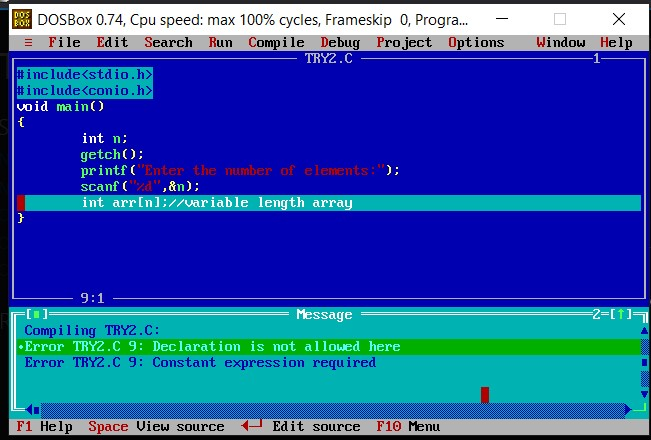 DOS BOX DOSBox 0.74, Cpu speed: max 100% cycles, Frameskip 0, Progra...
≡ File Edit Search Run Compile Debug Project Options Window Help
TRY2.C 1
#include<stdio.h>
#include<conio.h>
void main()
{
int n;
getch();
printf("Enter the number of elements:");
scanf("%d",&n);
int arr[n];//variable length array
}
9:1
Message 2=[↑]
Compiling TRY2.C:
•Error TRY2.C 9: Declaration is not allowed here
Error TRY2.C 9: Constant expression required
F1 Help Space View source ←┘ Edit source F10 Menu